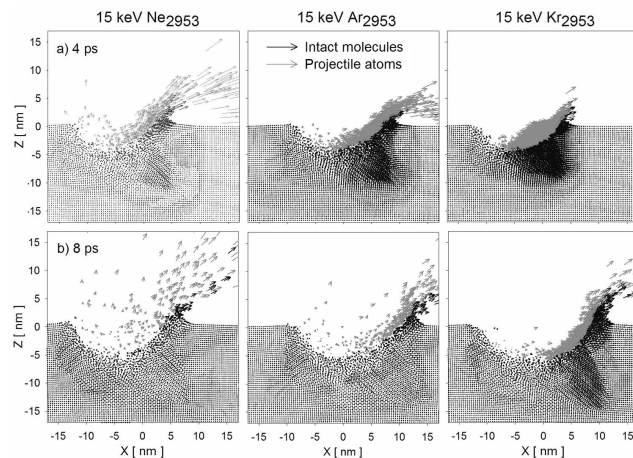 15 keV Ne2953 15 keV Ar2953 15 keV Kr2953
a) 4 ps
Intact molecules
Projectile atoms
15
10
5
0
-5
-10
-15
Z [ nm ]
b) 8 ps
15
10
5
0
-5
-10
-15
Z [ nm ]
-15 -10 -5 0 5 10 15 -15 -10 -5 0 5 10 15 -15 -10 -5 0 5 10 15
X [ nm ] X [ nm ] X [ nm ]